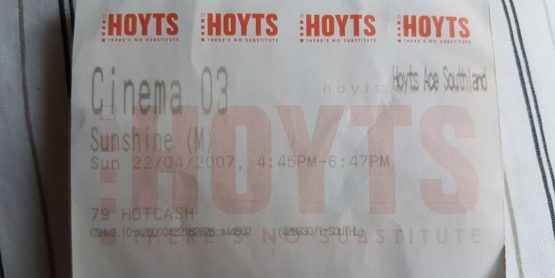 HOYTS HOYTS HOYTS HOYTS
THERE'S NO SUBSTITUTE THERE'S NO SUBSTITUTE THERE'S NO SUBSTITUTE THERE'S NO SUBSTITUTE
Cinema 03
Hoyts Ace Southland
hoyts.
Sunshine (M)
HOYTS
Sun 22/04/2007, 4:45PM-6:47PM
79 HOTCASH
THERE'S NO SUBSTITUTE